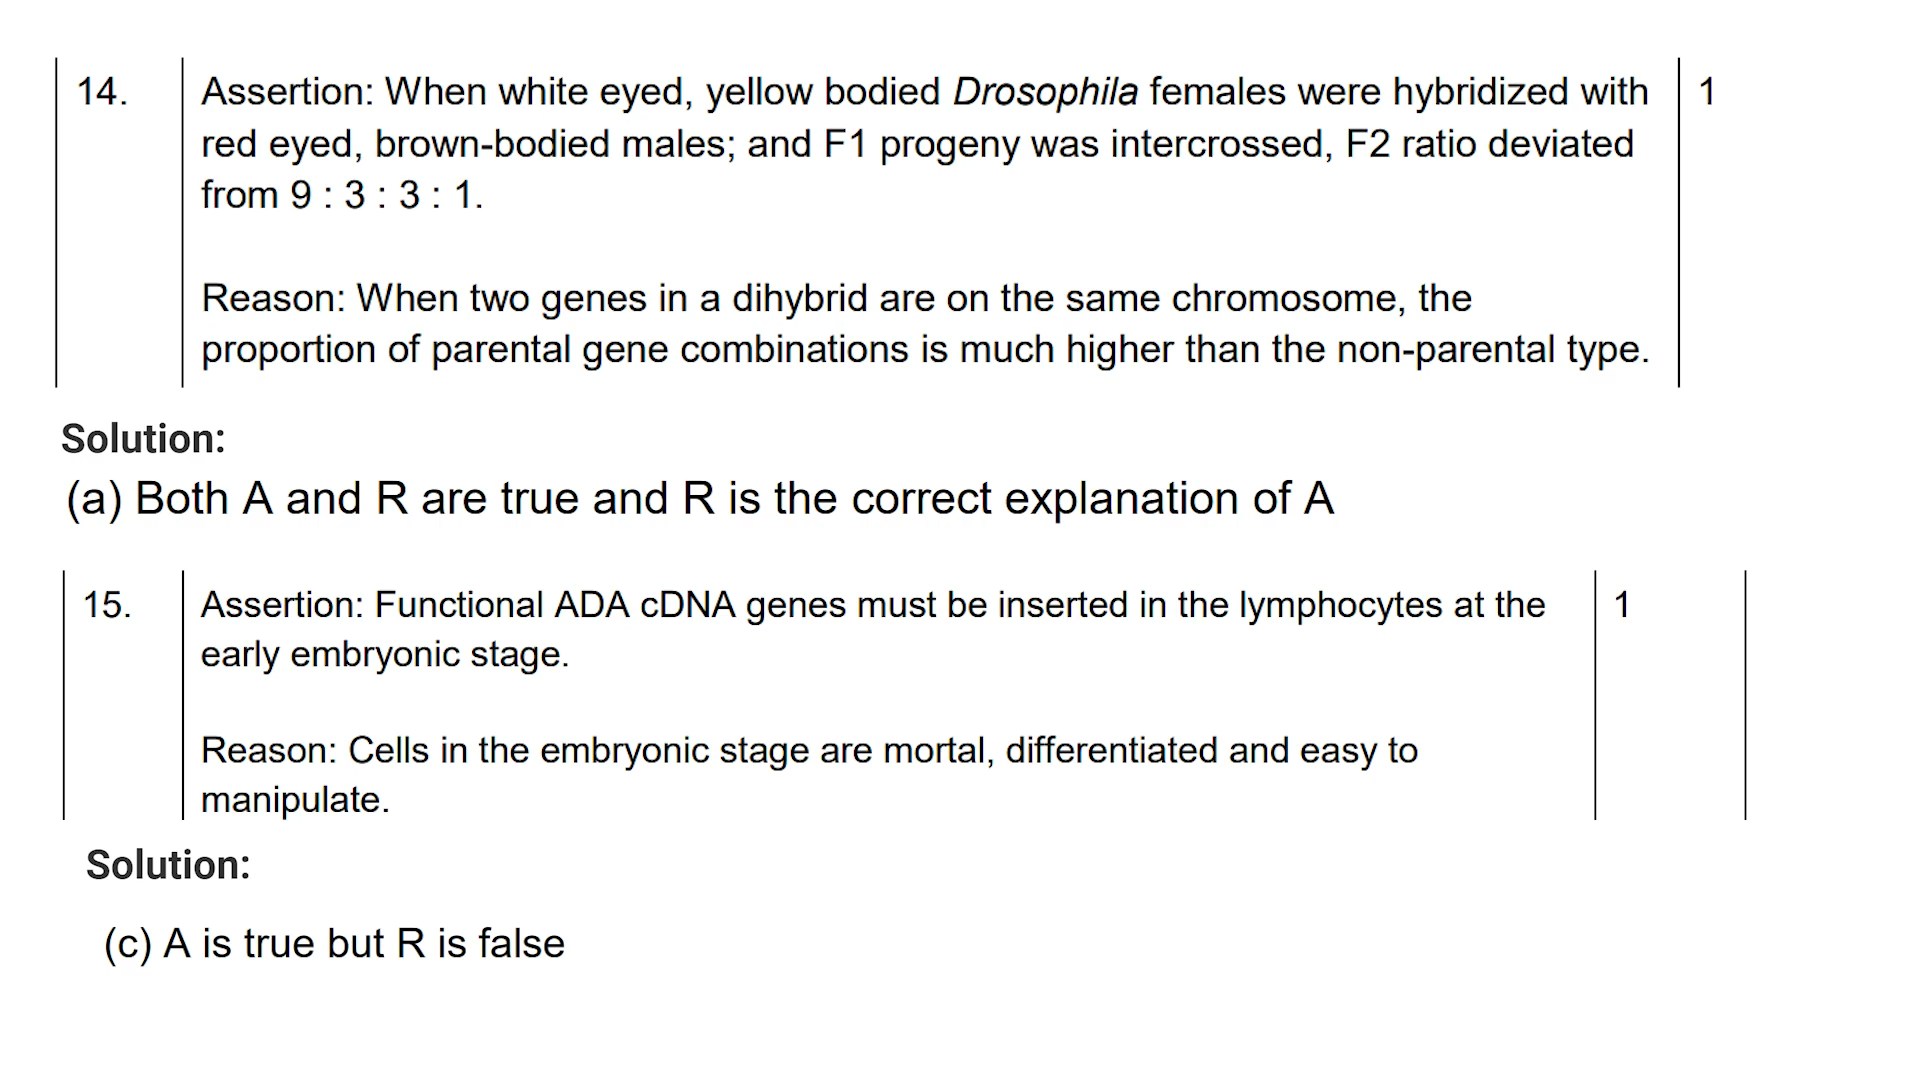 14.
Assertion: When white eyed, yellow bodied Drosophila females were hybridized with
1
red eyed, brown-bodied males; and F1 progeny was intercrossed, F2 ratio deviated
from 9 : 3 : 3 : 1.
Reason: When two genes in a dihybrid are on the same chromosome, the
proportion of parental gene combinations is much higher than the non-parental type.
Solution:
(a) Both A and R are true and R is the correct explanation of A
15.
Assertion: Functional ADA cDNA genes must be inserted in the lymphocytes at the
1
early embryonic stage.
Reason: Cells in the embryonic stage are mortal, differentiated and easy to
manipulate.
Solution:
(c) A is true but R is false